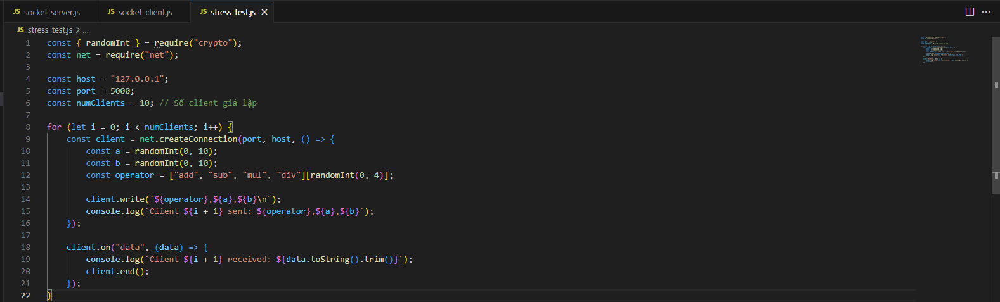 JS socket_server.js JS socket_client.js JS stress_test.js
JS stress_test.js > ...
1 const { randomInt } = require("crypto");
2 const net = require("net");
3
4 const host = "127.0.0.1";
5 const port = 5000;
6 const numClients = 10; // Số client giả lập
7
8 for (let i = 0; i < numClients; i++) {
9 const client = net.createConnection(port, host, () => {
10 const a = randomInt(0, 10);
11 const b = randomInt(0, 10);
12 const operator = ["add", "sub", "mul", "div"][randomInt(0, 4)];
13
14 client.write(`${operator},${a},${b}\n`);
15 console.log(`Client ${i + 1} sent: ${operator},${a},${b}`);
16 });
17
18 client.on("data", (data) => {
19 console.log(`Client ${i + 1} received: ${data.toString().trim()}`);
20 client.end();
21 });
22 }